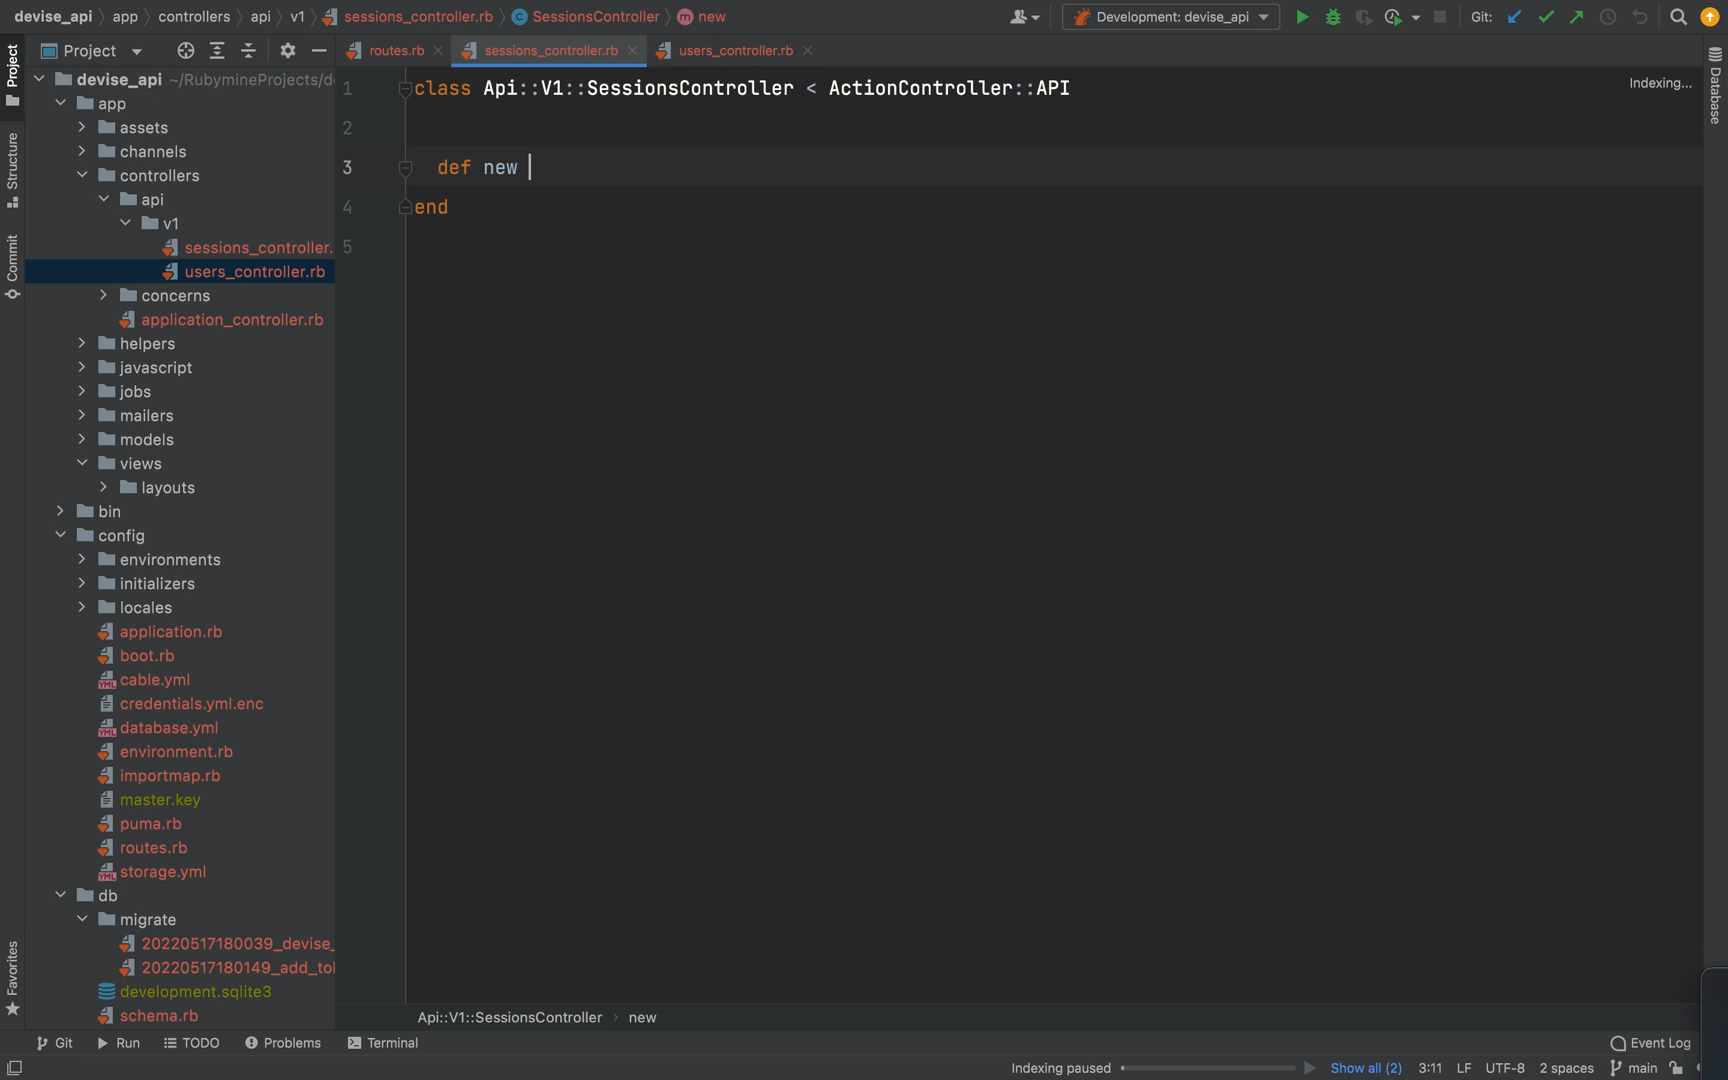 devise_api app controllers api v1 sessions_controller.rb SessionsController new
Development: devise_api
Git:
Project
routes.rb
sessions_controller.rb
users_controller.rb
Project
Structure
Commit
Favorites
devise_api ~/RubymineProjects/d
app
assets
channels
controllers
api
v1
sessions_controller.
users_controller.rb
concerns
application_controller.rb
helpers
javascript
jobs
mailers
models
views
layouts
bin
config
environments
initializers
locales
application.rb
boot.rb
cable.yml
credentials.yml.enc
database.yml
environment.rb
importmap.rb
master.key
puma.rb
routes.rb
storage.yml
db
migrate
20220517180039_devise_
20220517180149_add_to
development.sqlite3
schema.rb
1 class Api::V1::SessionsController < ActionController::API
2
3 def new
4 end
5
Indexing...
Database
Api::V1::SessionsController new
Git Run TODO Problems Terminal
Event Log
Indexing paused Show all (2) 3:11 LF UTF-8 2 spaces main